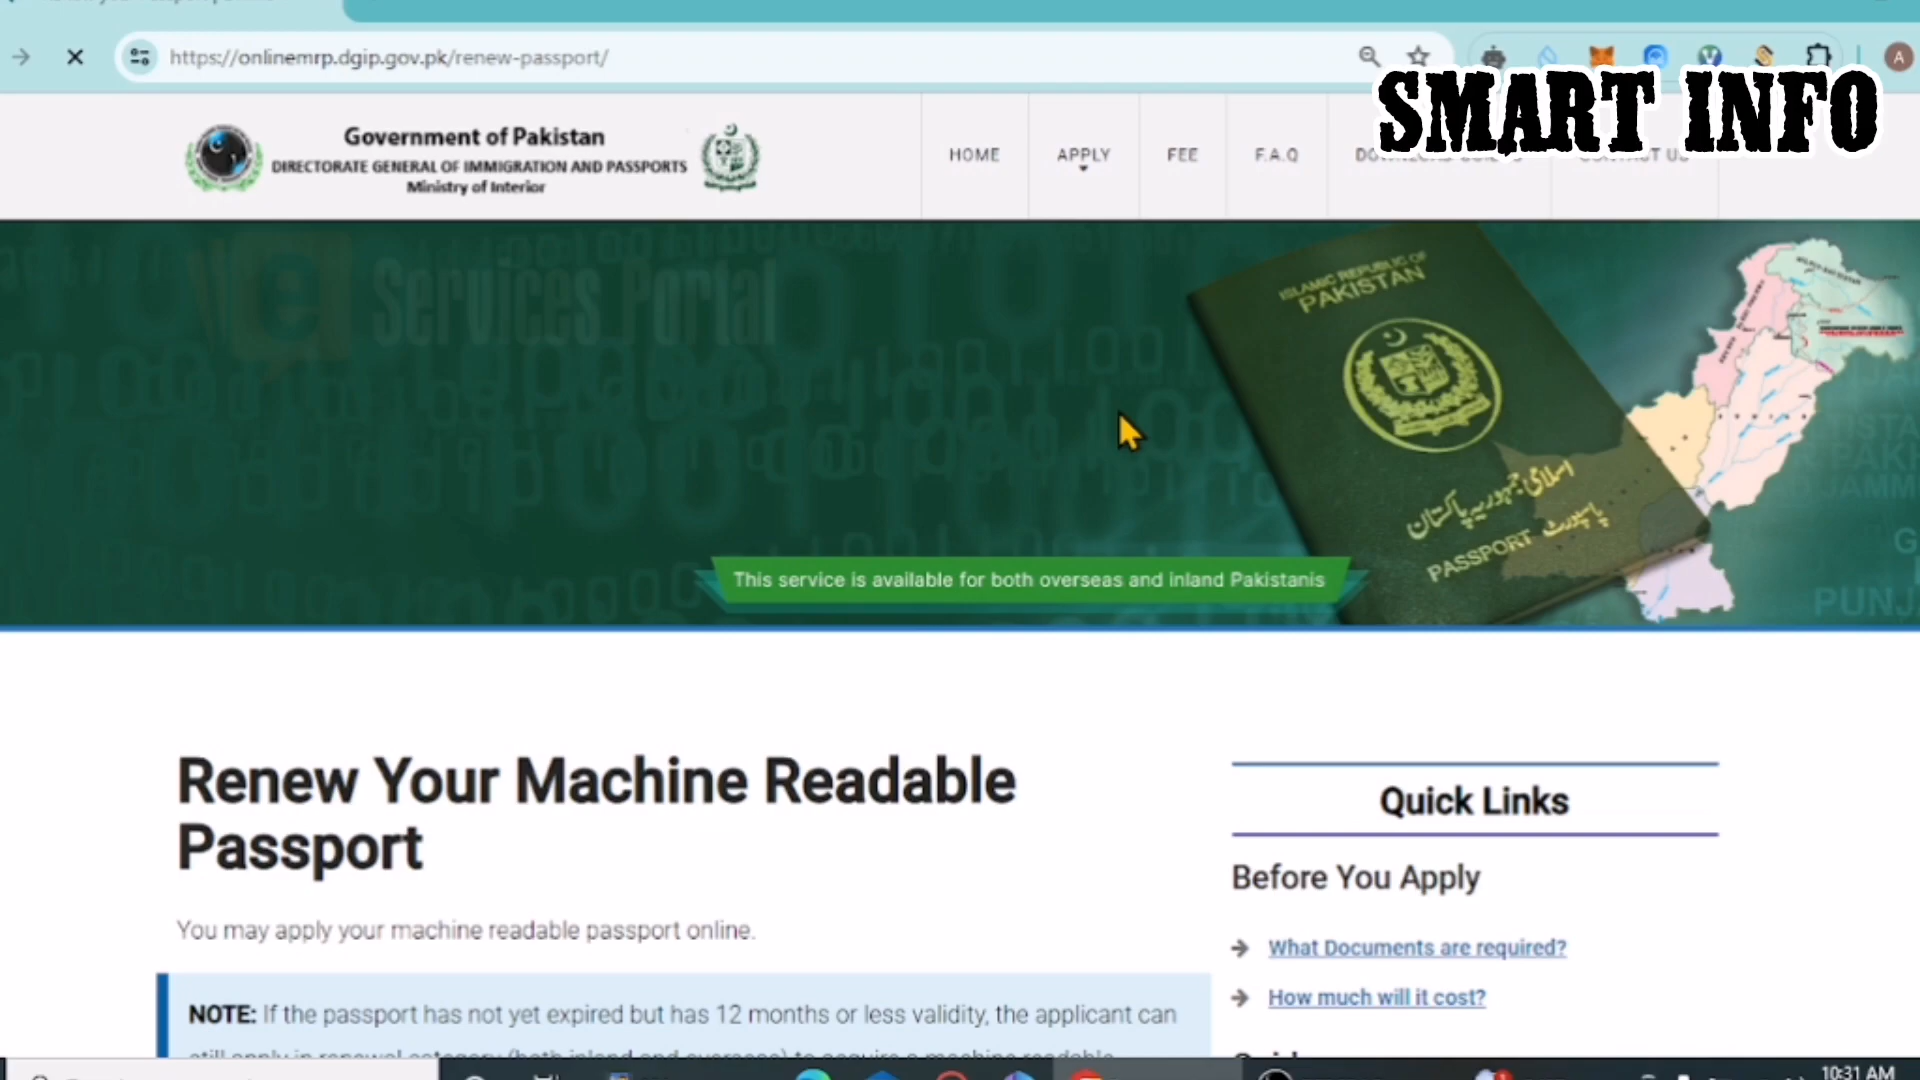 https://onlinemrp.dgip.gov.pk/renew-passport/
A
SMART INFO
Government of Pakistan
DIRECTORATE GENERAL OF IMMIGRATION AND PASSPORTS
Ministry of Interior
HOME
APPLY
FEE
F.A.Q
e Services Portal
ISLAMIC REPUBLIC OF
PAKISTAN
اسلامی جمہوریہ پاکستان
PASSPORT پاسپورٹ
This service is available for both overseas and inland Pakistanis
Renew Your Machine Readable
Passport
You may apply your machine readable passport online.
NOTE: If the passport has not yet expired but has 12 months or less validity, the applicant can
Quick Links
Before You Apply
What Documents are required?
How much will it cost?
10:31 AM